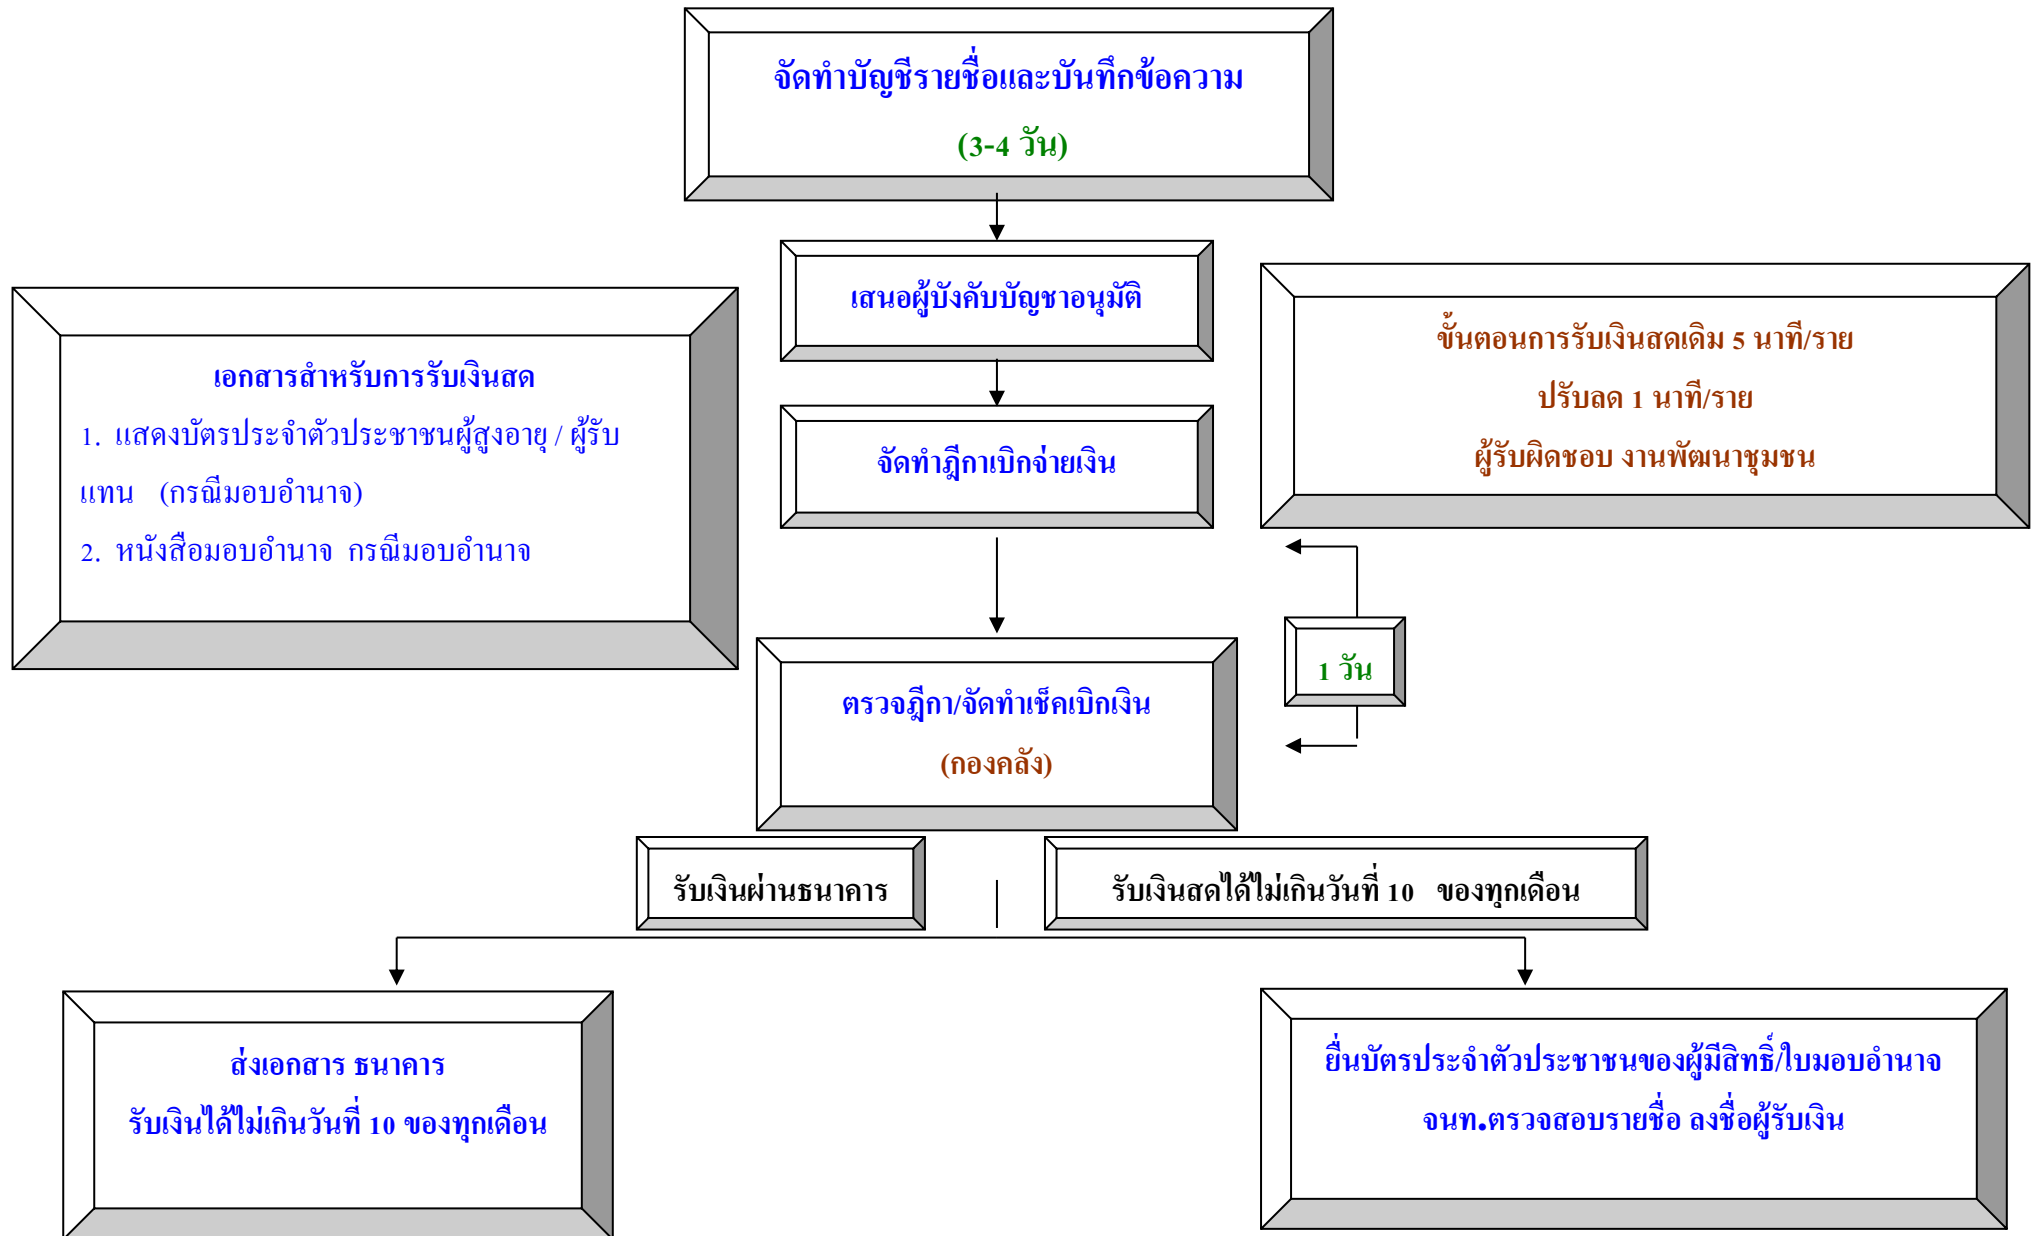 จัดทำบัญชีรายชื่อและบันทึกข้อความ
(3-4 วัน)
เสนอผู้บังคับบัญชาอนุมัติ
เอกสารสำหรับการรับเงินสด
1. แสดงบัตรประจำตัวประชาชนผู้สูงอายุ / ผู้รับ
แทน (กรณีมอบอำนาจ)
2. หนังสือมอบอำนาจ กรณีมอบอำนาจ
ขั้นตอนการรับเงินสดเดิม 5 นาที/ราย
ปรับลด 1 นาที/ราย
ผู้รับผิดชอบ งานพัฒนาชุมชน
จัดทำฎีกาเบิกจ่ายเงิน
1 วัน
ตรวจฎีกา/จัดทำเช็คเบิกเงิน
(กองคลัง)
รับเงินผ่านธนาคาร
รับเงินสดได้ไม่เกินวันที่ 10 ของทุกเดือน
ส่งเอกสาร ธนาคาร
รับเงินได้ไม่เกินวันที่ 10 ของทุกเดือน
ยื่นบัตรประจำตัวประชาชนของผู้มีสิทธิ์/ใบมอบอำนาจ
จนท.ตรวจสอบรายชื่อ ลงชื่อผู้รับเงิน